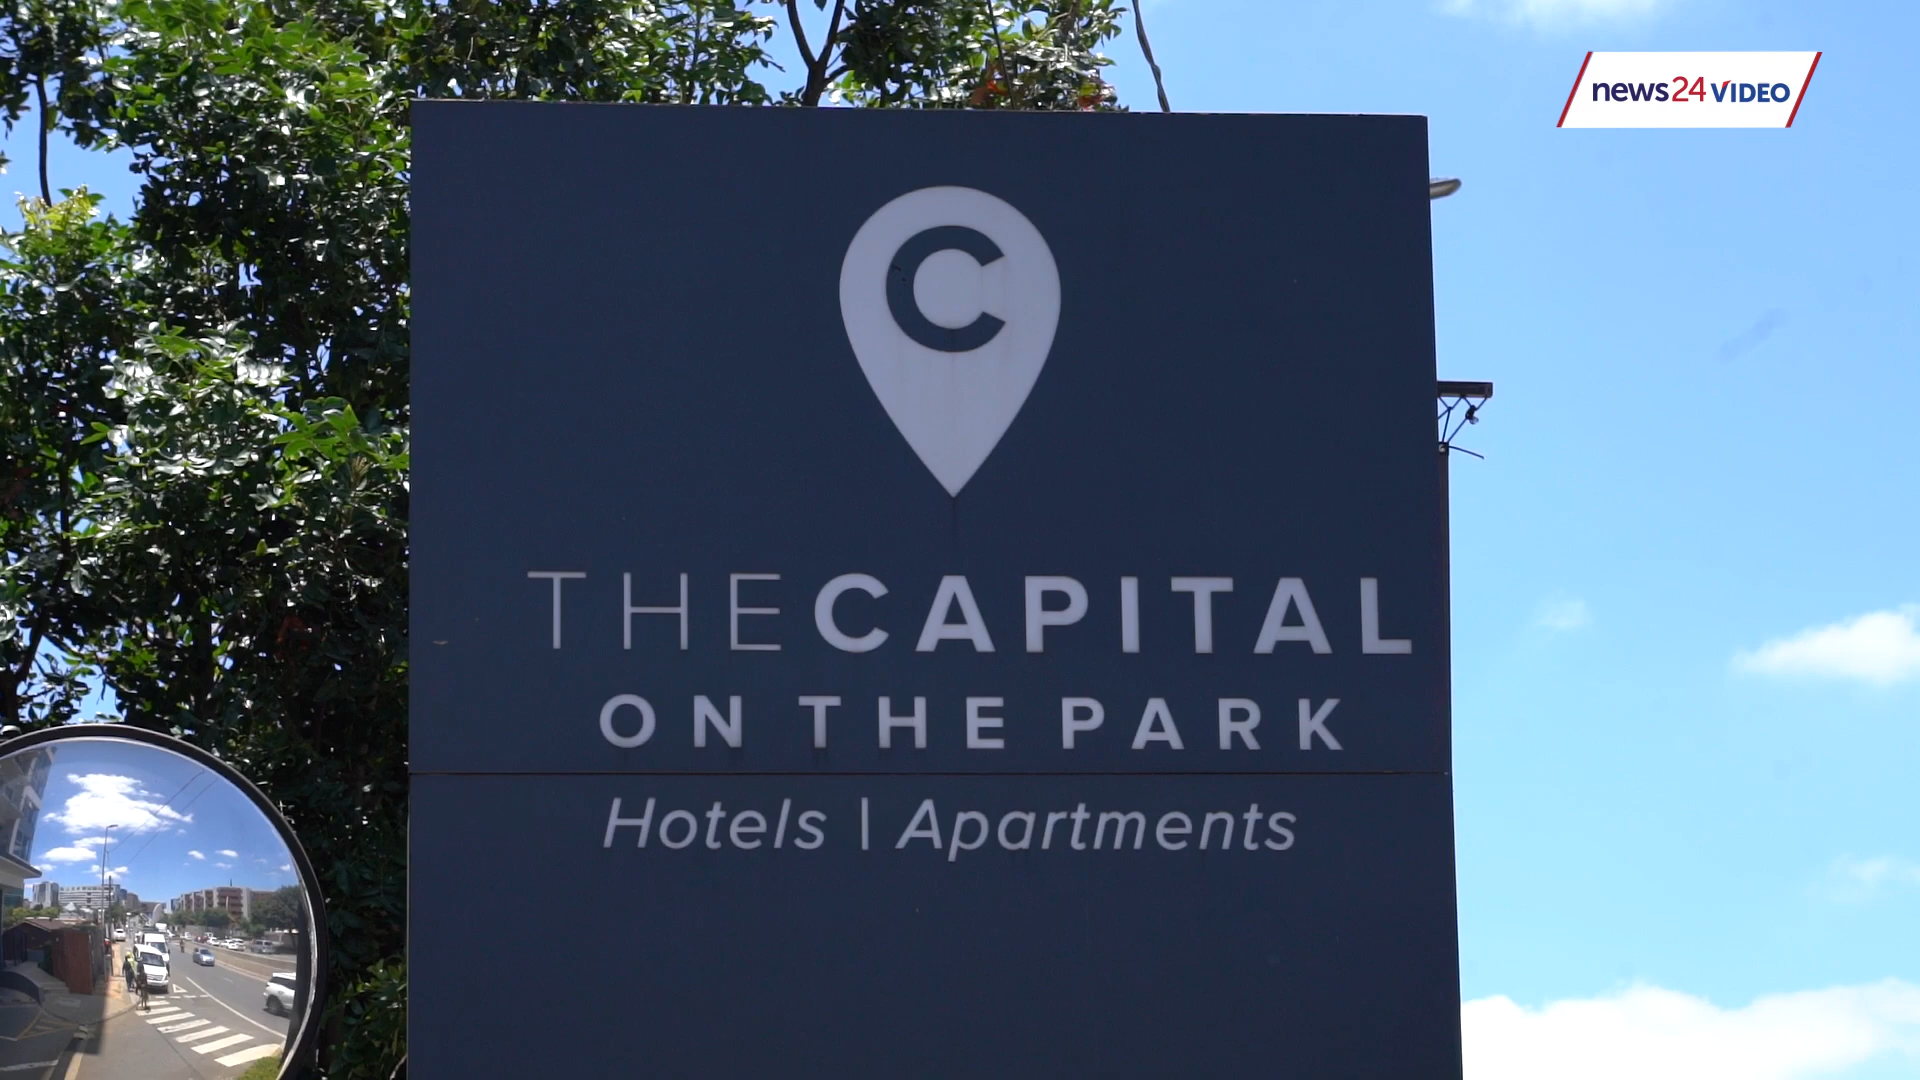 news24 VIDEO
C
THE CAPITAL
ON THE PARK
Hotels | Apartments